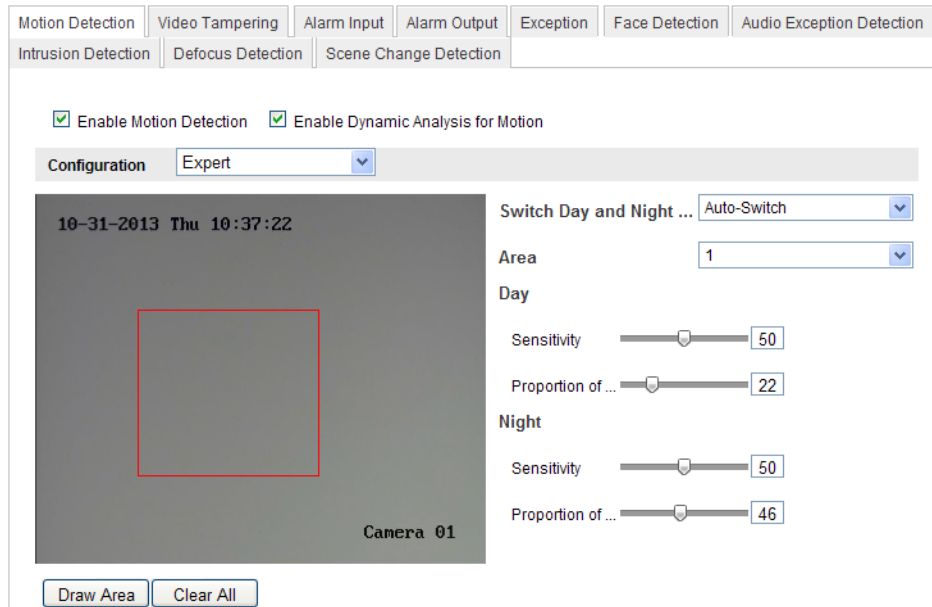 Motion Detection Video Tampering Alarm Input Alarm Output Exception Face Detection Audio Exception Detection
Intrusion Detection Defocus Detection Scene Change Detection
Enable Motion Detection Enable Dynamic Analysis for Motion
Configuration Expert
10-31-2013 Thu 10:37:22
Camera 01
Switch Day and Night ... Auto-Switch
Area 1
Day
Sensitivity 50
Proportion of ... 22
Night
Sensitivity 50
Proportion of ... 46
Draw Area Clear All